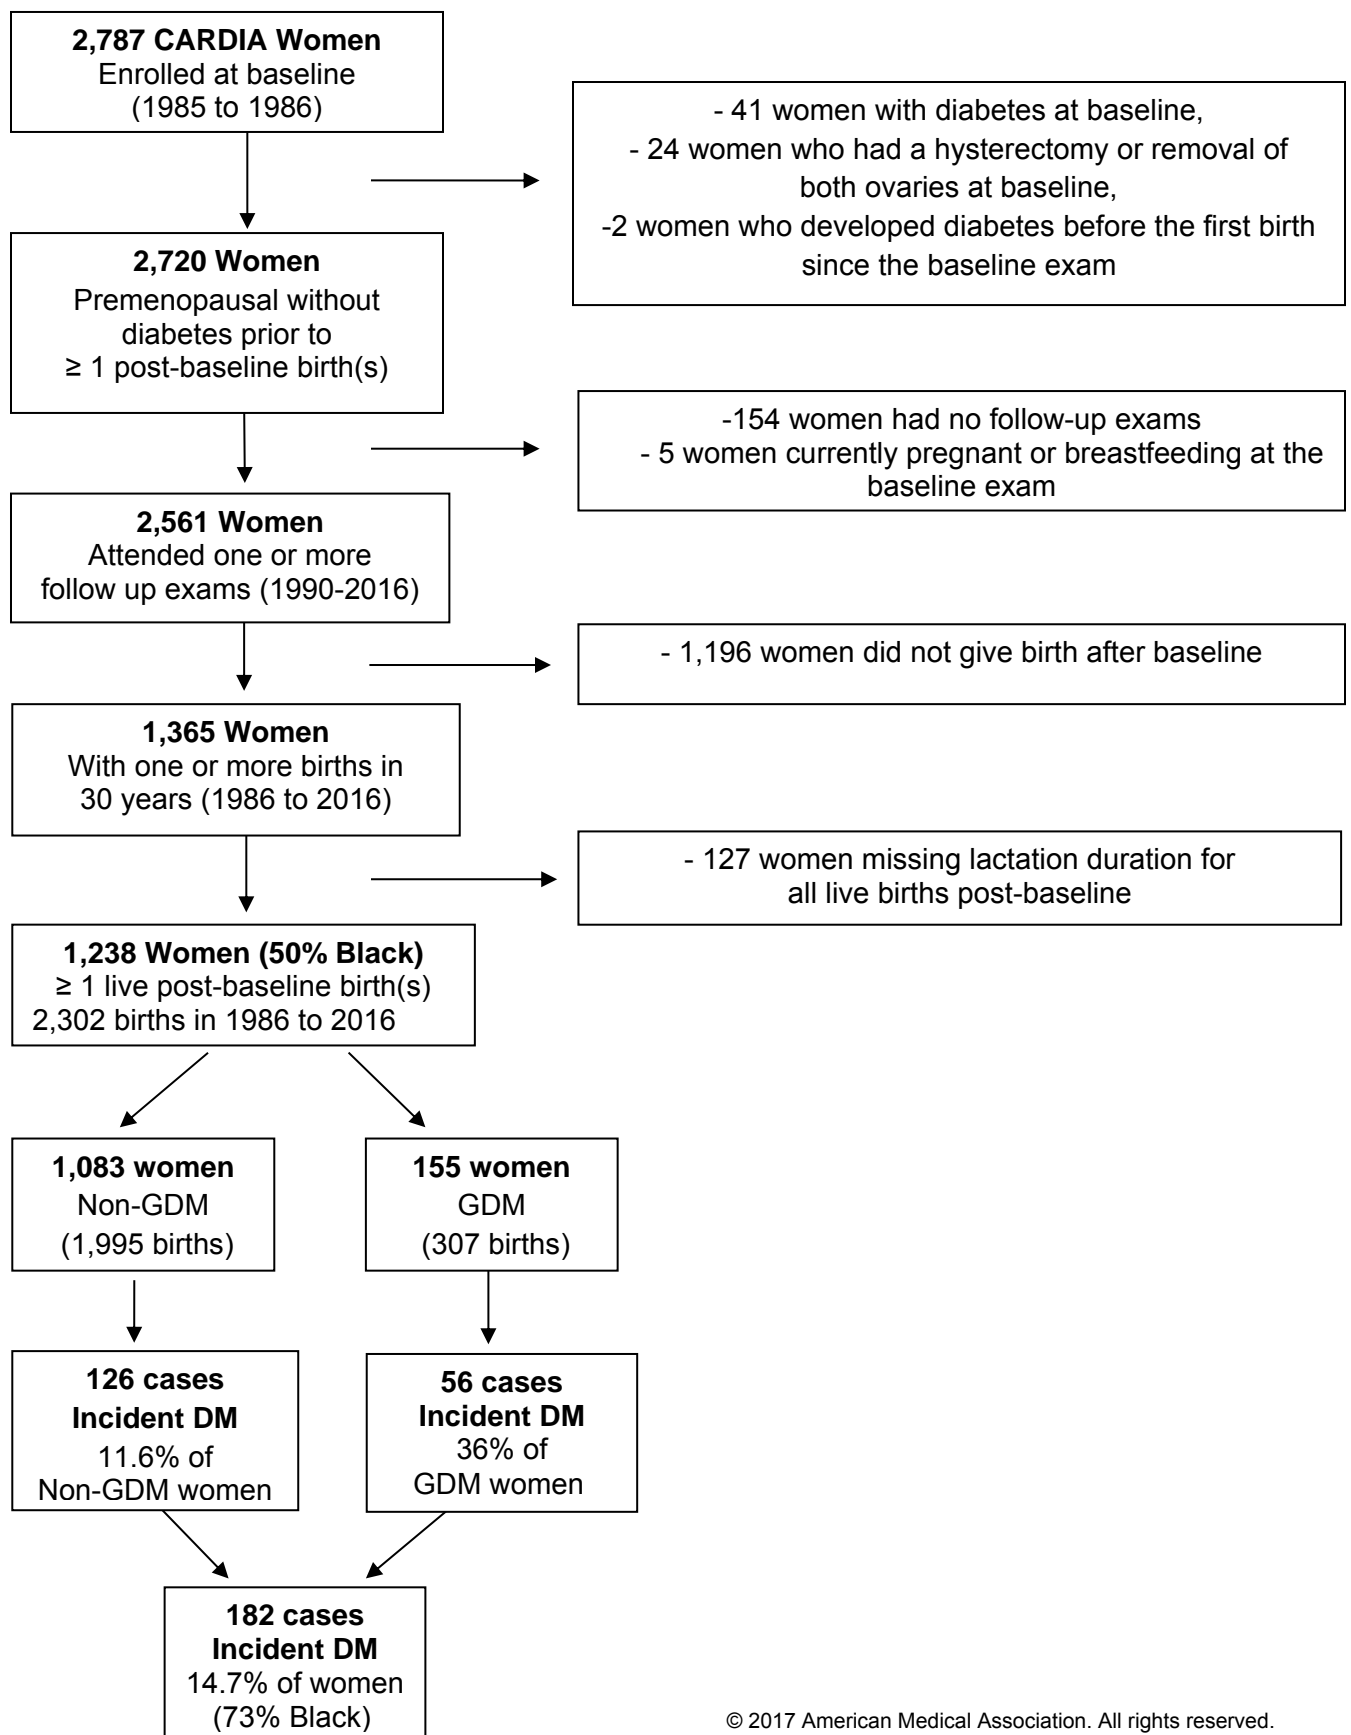 2,787 CARDIA Women
Enrolled at baseline
(1985 to 1986)
- 41 women with diabetes at baseline,
- 24 women who had a hysterectomy or removal of
both ovaries at baseline,
-2 women who developed diabetes before the first birth
since the baseline exam
2,720 Women
Premenopausal without
diabetes prior to
≥ 1 post-baseline birth(s)
-154 women had no follow-up exams
- 5 women currently pregnant or breastfeeding at the
baseline exam
2,561 Women
Attended one or more
follow up exams (1990-2016)
- 1,196 women did not give birth after baseline
1,365 Women
With one or more births in
30 years (1986 to 2016)
- 127 women missing lactation duration for
all live births post-baseline
1,238 Women (50% Black)
≥ 1 live post-baseline birth(s)
2,302 births in 1986 to 2016
1,083 women
Non-GDM
(1,995 births)
155 women
GDM
(307 births)
126 cases
Incident DM
11.6% of
Non-GDM women
56 cases
Incident DM
36% of
GDM women
182 cases
Incident DM
14.7% of women
(73% Black)
© 2017 American Medical Association. All rights reserved.